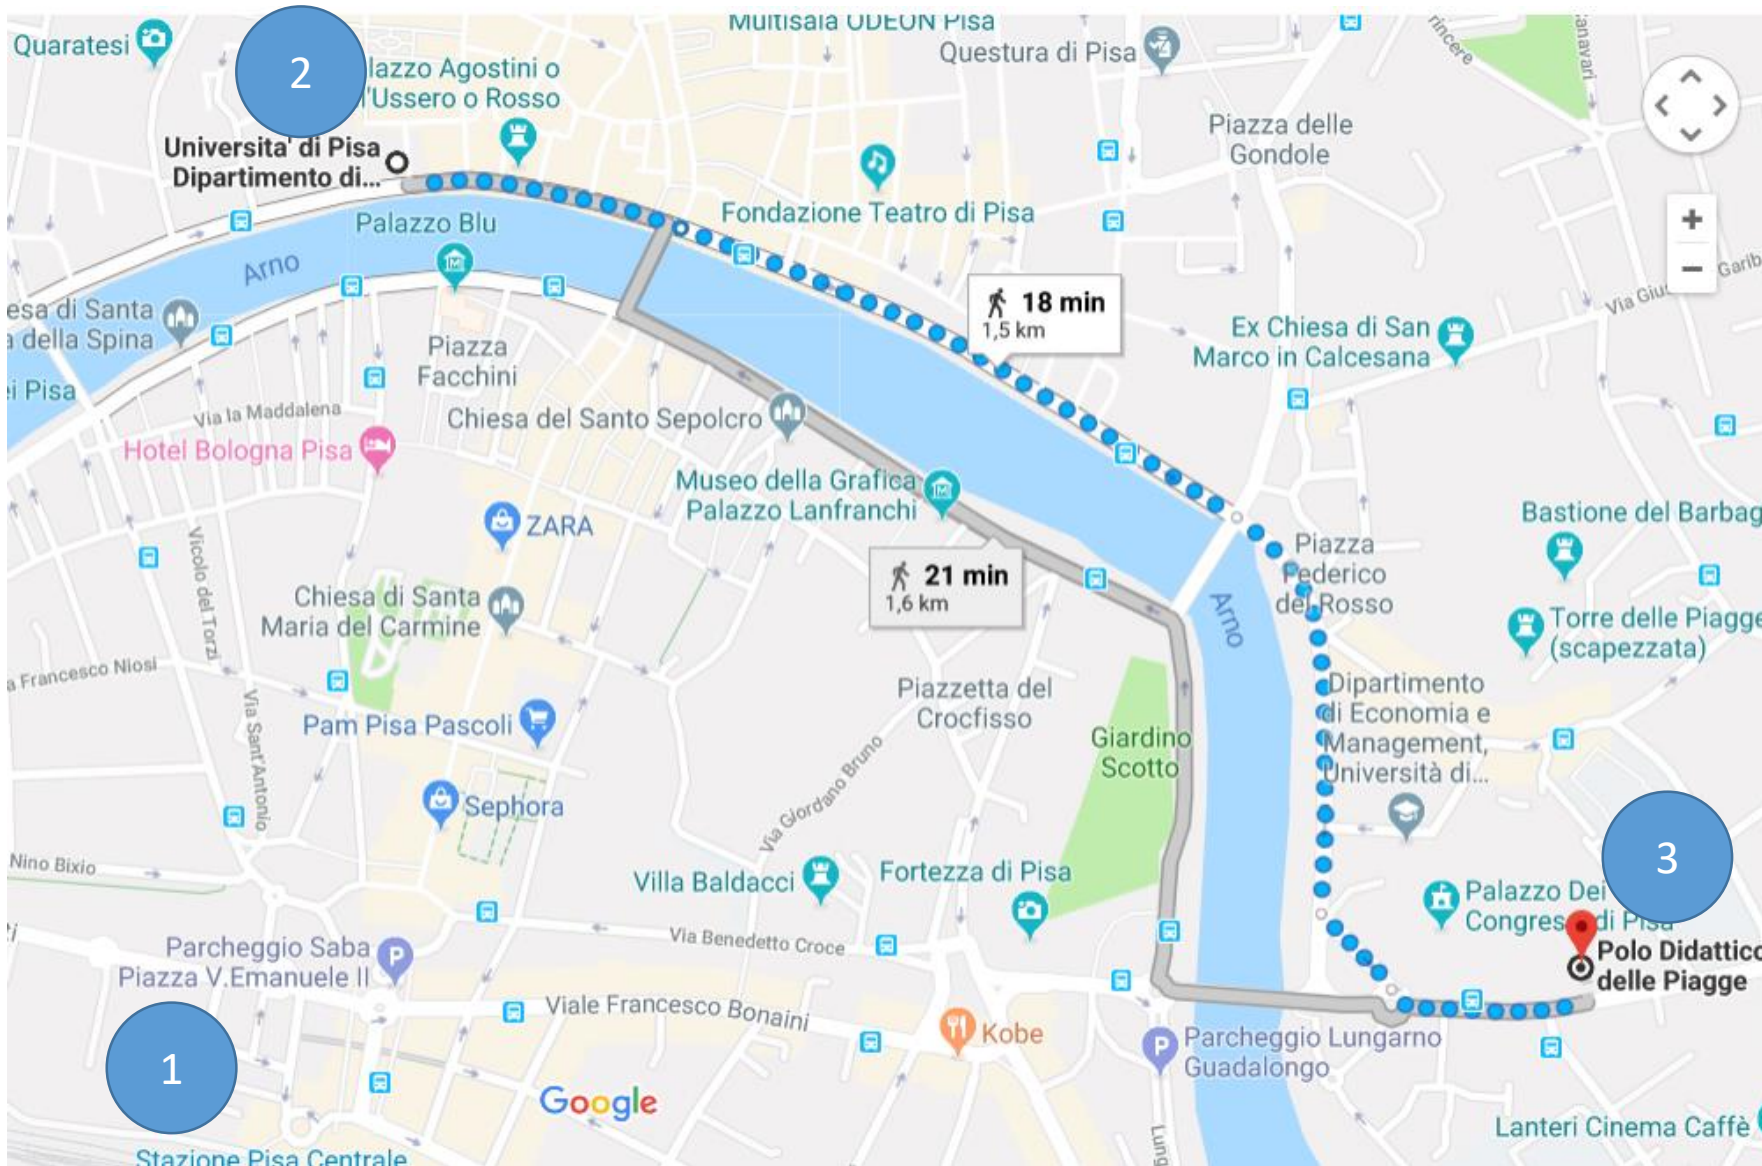 Multisala ODEON Pisa
Quaratesi
Questura di Pisa
2
lazzo Agostini o
l'Ussero o Rosso
Piazza delle
Gondole
Universita' di Pisa
Dipartimento di...
Palazzo Blu
Fondazione Teatro di Pisa
Arno
+
−
Via Giu
Garib
18 min
1,5 km
esa di Santa
a della Spina
Ex Chiesa di San
Marco in Calcesana
Piazza
Facchini
ei Pisa
Via la Maddalena
Chiesa del Santo Sepolcro
Hotel Bologna Pisa
Museo della Grafica
Palazzo Lanfranchi
ZARA
Bastione del Barbag
Piazza
Federico
del Rosso
21 min
1,6 km
Vicolo del Torzi
Chiesa di Santa
Maria del Carmine
Arno
Torre delle Piagge
(scapezzata)
a Francesco Niosi
Piazzetta del
Crocfisso
Dipartimento
di Economia e
Management,
Università di...
Via Sant'Antonio
Pam Pisa Pascoli
Giardino
Scotto
Via Giordano Bruno
Sephora
Nino Bixio
Villa Baldacci
Fortezza di Pisa
3
Palazzo Dei
Congres di Pisa
Via Benedetto Croce
Parcheggio Saba
Piazza V.Emanuele II
P
Polo Didattico
delle Piagge
Viale Francesco Bonaini
Kobe
P
Parcheggio Lungarno
Guadalongo
1
Google
Lanteri Cinema Caffè
Lung
Stazione Pisa Centrale